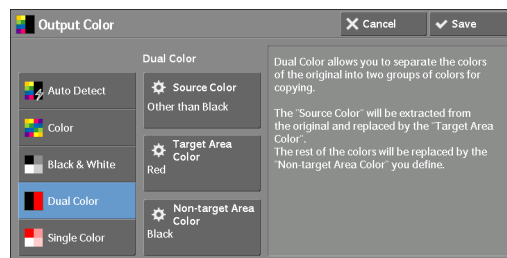 Output Color
Cancel
Save
Auto Detect
Color
Black & White
Dual Color
Single Color
Dual Color
Source Color
Other than Black
Target Area
Color
Red
Non-target Area
Color
Black
Dual Color allows you to separate the colors
of the original into two groups of colors for
copying.
The "Source Color" will be extracted from
the original and replaced by the "Target Area
Color".
The rest of the colors will be replaced by the
"Non-target Area Color" you define.